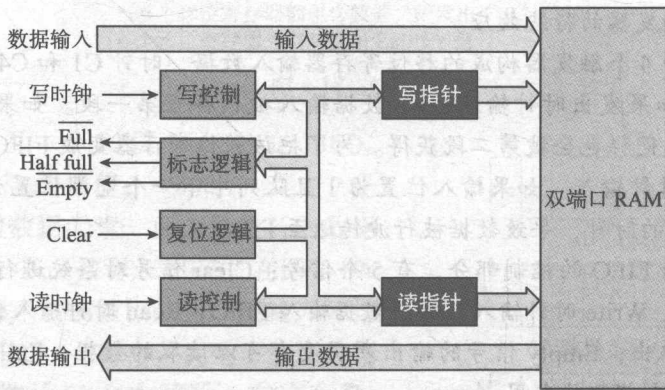 数据输入
输入数据
写时钟
写控制
写指针
Full
Half full
Empty
标志逻辑
双端口 RAM
Clear
复位逻辑
读时钟
读控制
读指针
数据输出
输出数据